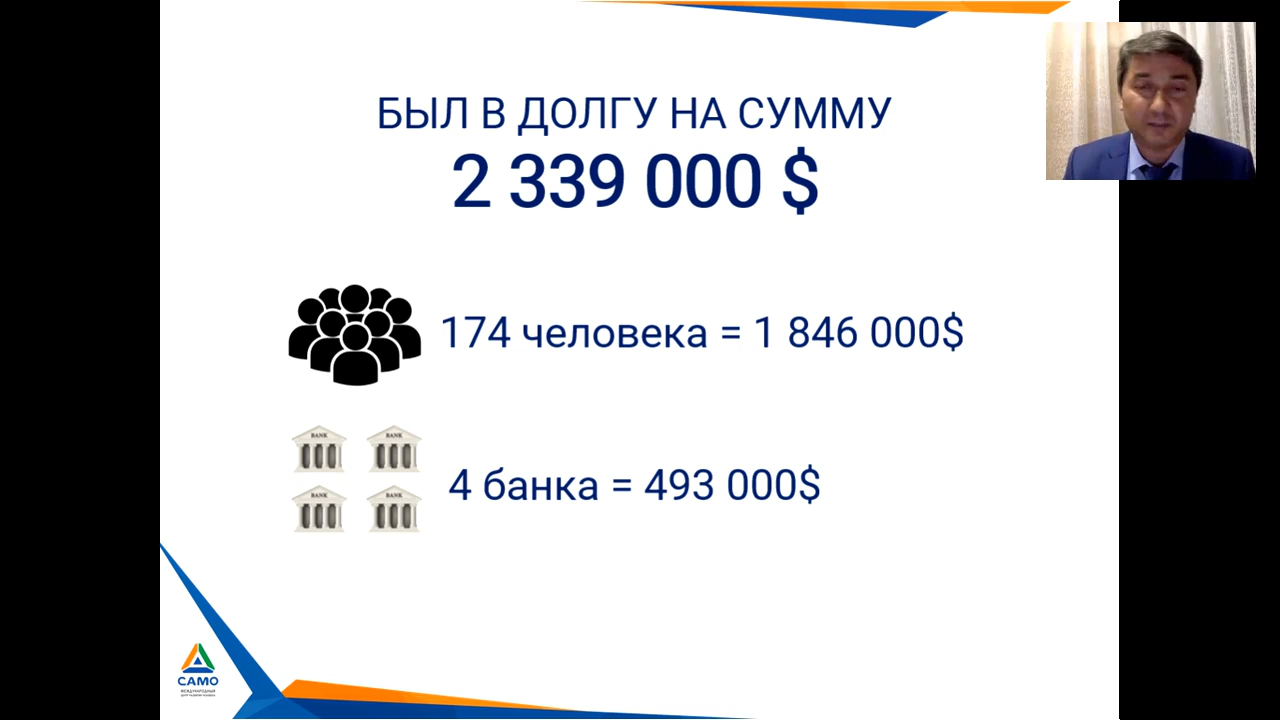 БЫЛ В ДОЛГУ НА СУММУ
2 339 000 $
174 человека = 1 846 000$
BANK BANK
BANK BANK
4 банка = 493 000$
САМО
МЕЖДУНАРОДНЫЙ